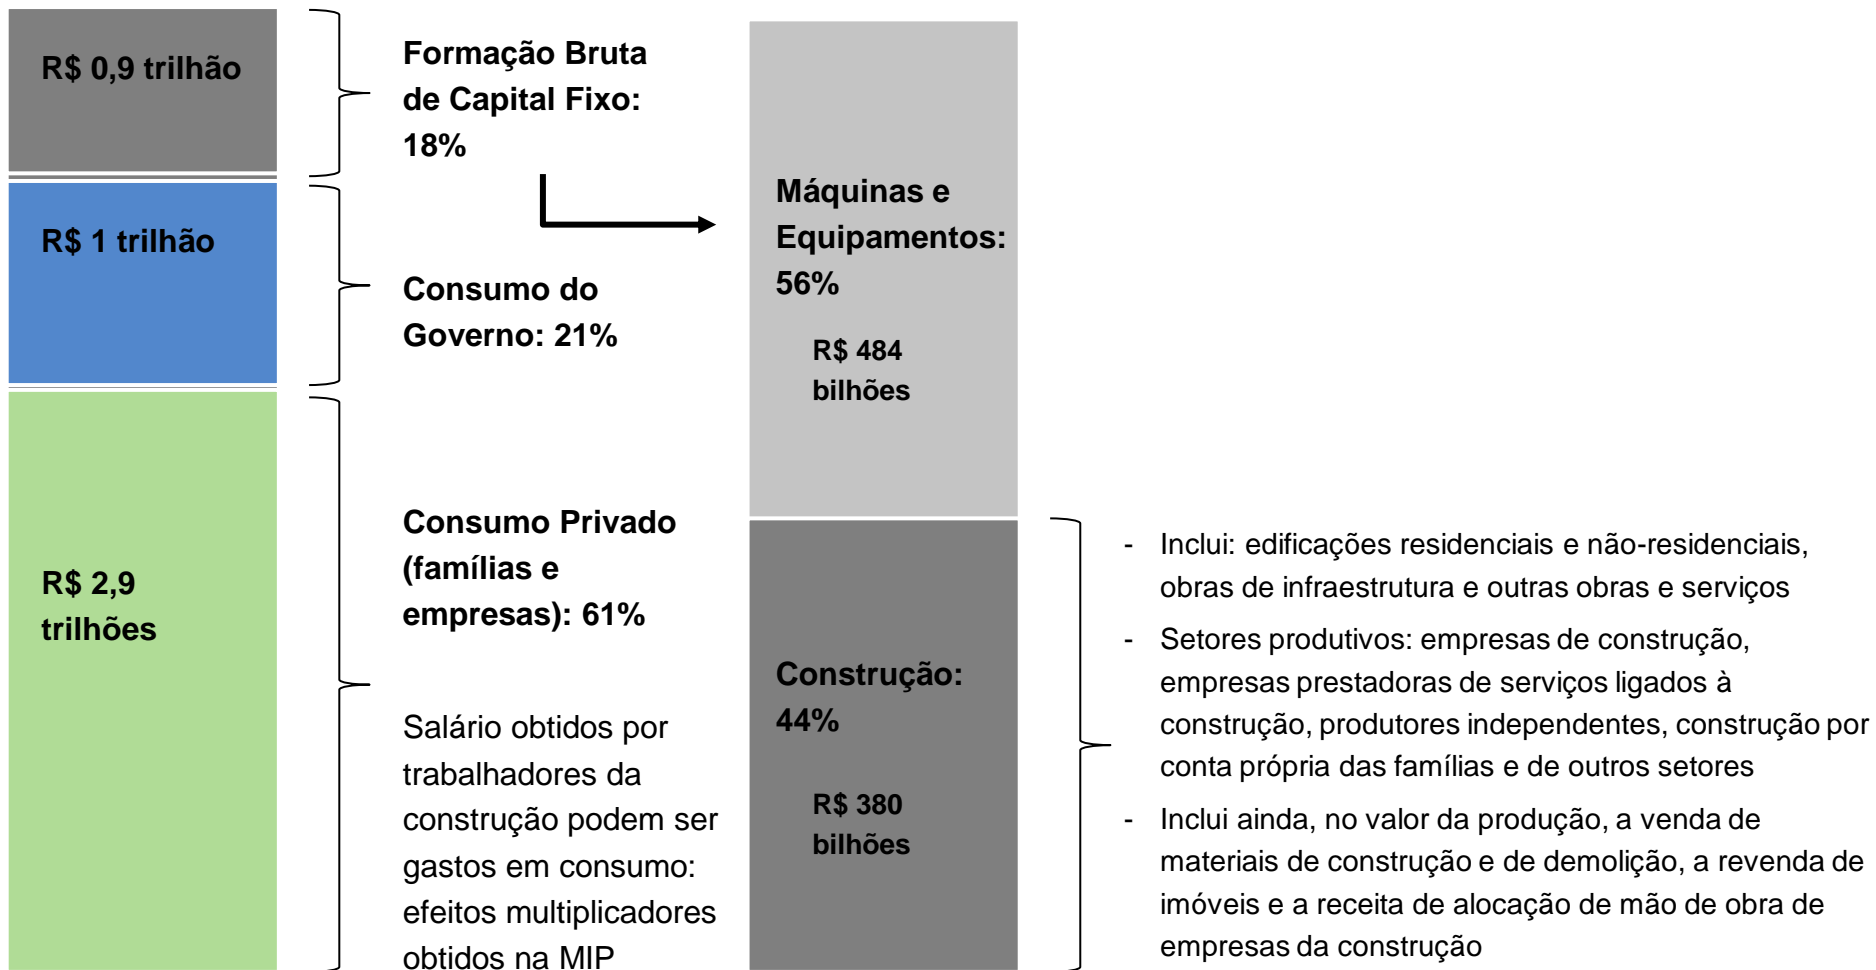 R$ 0,9 trilhão
Formação Bruta
de Capital Fixo:
18%
R$ 1 trilhão
Consumo do
Governo: 21%
R$ 2,9
trilhões
Consumo Privado
(famílias e
empresas): 61%
Salário obtidos por
trabalhadores da
construção podem ser
gastos em consumo:
efeitos multiplicadores
obtidos na MIP
Máquinas e
Equipamentos:
56%
R$ 484
bilhões
Construção:
44%
R$ 380
bilhões
- Inclui: edificações residenciais e não-residenciais,
obras de infraestrutura e outras obras e serviços
- Setores produtivos: empresas de construção,
empresas prestadoras de serviços ligados à
construção, produtores independentes, construção por
conta própria das famílias e de outros setores
- Inclui ainda, no valor da produção, a venda de
materiais de construção e de demolição, a revenda de
imóveis e a receita de alocação de mão de obra de
empresas da construção